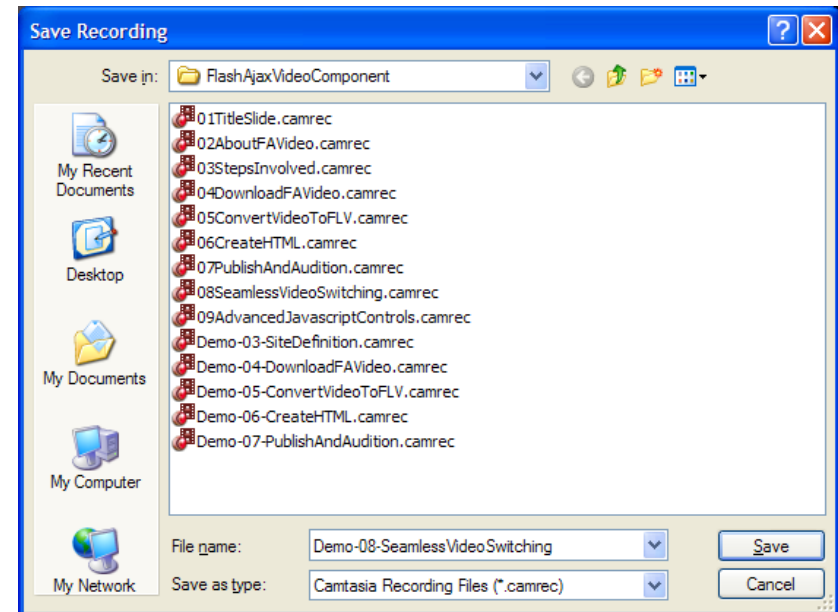 Save Recording
Save in: FlashAjaxVideoComponent
My Recent Documents
Desktop
My Documents
My Computer
My Network
01TitleSlide.camrec
02AboutFAVideo.camrec
03StepsInvolved.camrec
04DownloadFAVideo.camrec
05ConvertVideoToFLV.camrec
06CreateHTML.camrec
07PublishAndAudition.camrec
08SeamlessVideoSwitching.camrec
09AdvancedJavascriptControls.camrec
Demo-03-SiteDefinition.camrec
Demo-04-DownloadFAVideo.camrec
Demo-05-ConvertVideoToFLV.camrec
Demo-06-CreateHTML.camrec
Demo-07-PublishAndAudition.camrec
File name: Demo-08-SeamlessVideoSwitching Save
Save as type: Camtasia Recording Files (*.camrec) Cancel